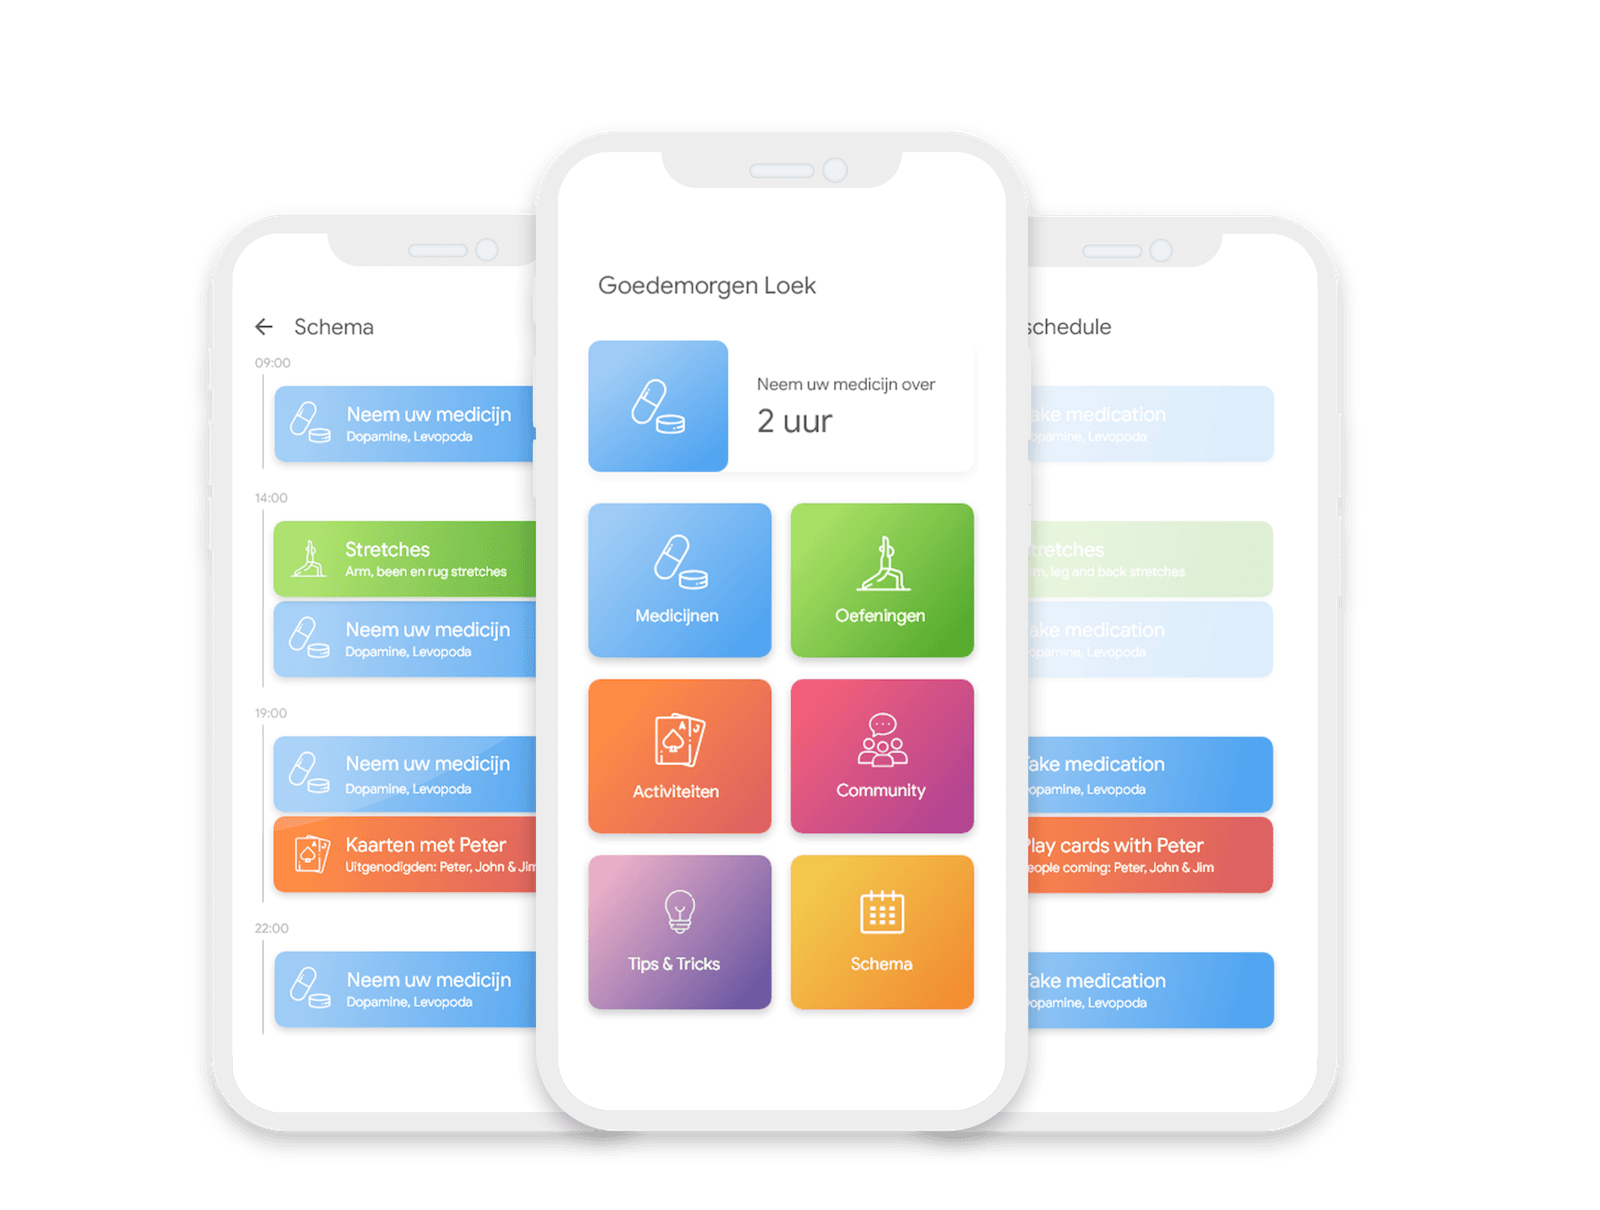 Schema
09:00
Neem uw medicijn
Dopamine, Levopoda
14:00
Stretches
Arm, been en rug stretches
Neem uw medicijn
Dopamine, Levopoda
19:00
Neem uw medicijn
Dopamine, Levopoda
Kaarten met Peter
Uitgenodigden: Peter, John & Jim
22:00
Neem uw medicijn
Dopamine, Levopoda
Goedemorgen Loek
Neem uw medicijn over
2 uur
Medicijnen
Oefeningen
A J
Activiteiten
Community
Tips & Tricks
Schema
schedule
ake medication
opamine, Levopoda
tretches
rm, leg and back stretches
ake medication
opamine, Levopoda
Take medication
opamine, Levopoda
Play cards with Peter
eople coming: Peter, John & Jim
Take medication
Dopamine, Levopoda